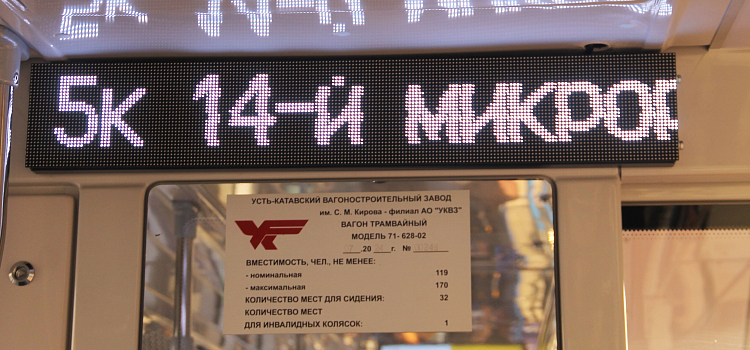 5к 14-й микрор
УСТЬ-КАТАВСКИЙ ВАГОНОСТРОИТЕЛЬНЫЙ ЗАВОД
им. С. М. Кирова - филиал АО "УКВЗ"
ВАГОН ТРАМВАЙНЫЙ
МОДЕЛЬ 71- 628-02
.20 г. №
ВМЕСТИМОСТЬ, ЧЕЛ., НЕ МЕНЕЕ:
- номинальная 119
- максимальная 170
КОЛИЧЕСТВО МЕСТ ДЛЯ СИДЕНИЯ: 32
КОЛИЧЕСТВО МЕСТ
ДЛЯ ИНВАЛИДНЫХ КОЛЯСОК: 1